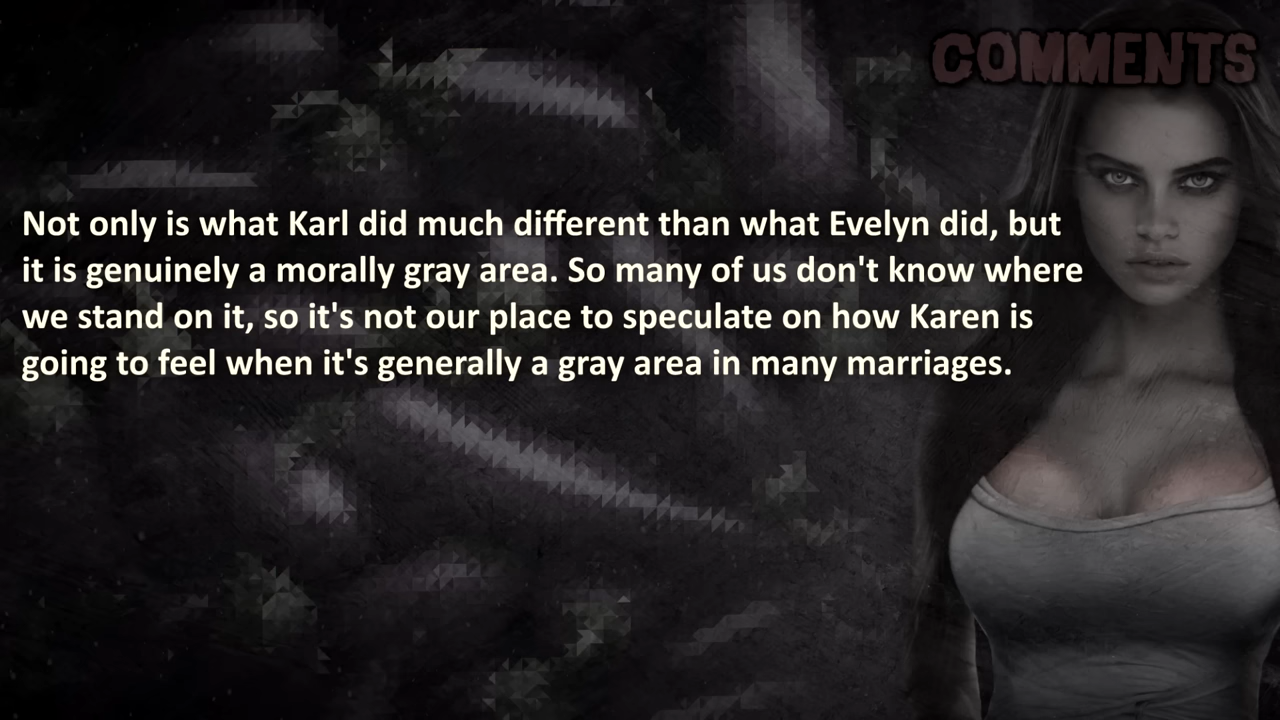 COMMENTS
Not only is what Karl did much different than what Evelyn did, but
it is genuinely a morally gray area. So many of us don't know where
we stand on it, so it's not our place to speculate on how Karen is
going to feel when it's generally a gray area in many marriages.